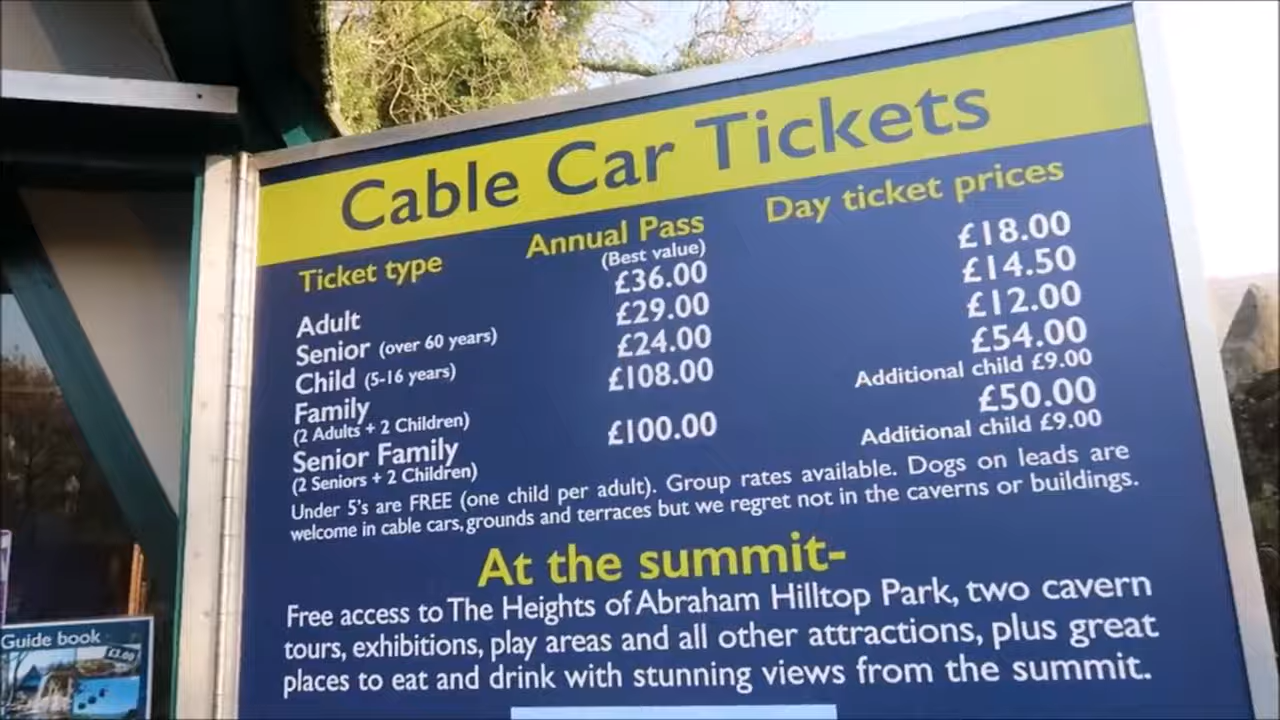 Cable Car Tickets
Ticket type Annual Pass Day ticket prices
(Best value)
Adult £36.00 £18.00
Senior (over 60 years) £29.00 £14.50
Child (5-16 years) £24.00 £12.00
Family £108.00 £54.00
(2 Adults + 2 Children) Additional child £9.00
Senior Family £100.00 £50.00
(2 Seniors + 2 Children) Additional child £9.00
Under 5's are FREE (one child per adult). Group rates available. Dogs on leads are
welcome in cable cars, grounds and terraces but we regret not in the caverns or buildings.
At the summit-
Free access to The Heights of Abraham Hilltop Park, two cavern
tours, exhibitions, play areas and all other attractions, plus great
places to eat and drink with stunning views from the summit.
Guide book